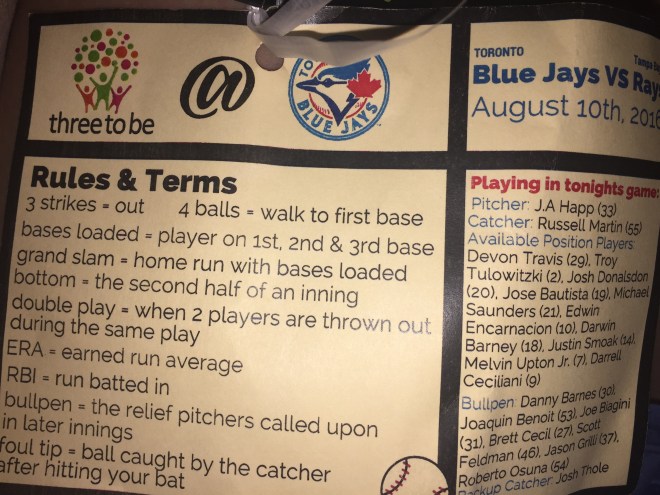 three to be
@
TO
BLUE JAYS
TORONTO
Tampa
Blue Jays VS Ray
August 10th, 2016
Rules & Terms
3 strikes = out 4 balls = walk to first base
bases loaded = player on 1st, 2nd & 3rd base
grand slam = home run with bases loaded
bottom = the second half of an inning
double play = when 2 players are thrown out
during the same play
ERA = earned run average
RBI = run batted in
bullpen = the relief pitchers called upon
in later innings
foul tip = ball caught by the catcher
after hitting your bat
Playing in tonights game:
Pitcher: J.A Happ (33)
Catcher: Russell Martin (55)
Available Position Players:
Devon Travis (29), Troy
Tulowitzki (2), Josh Donalsdon
(20), Jose Bautista (19), Michael
Saunders (21), Edwin
Encarnacion (10), Darwin
Barney (18), Justin Smoak (14),
Melvin Upton Jr. (7), Darrell
Ceciliani (9)
Bullpen: Danny Barnes (30),
Joaquin Benoit (53), Joe Biagini
(31), Brett Cecil (27), Scott
Feldman (46), Jason Grilli (37),
Roberto Osuna (54)
Backup Catcher: Josh Thole